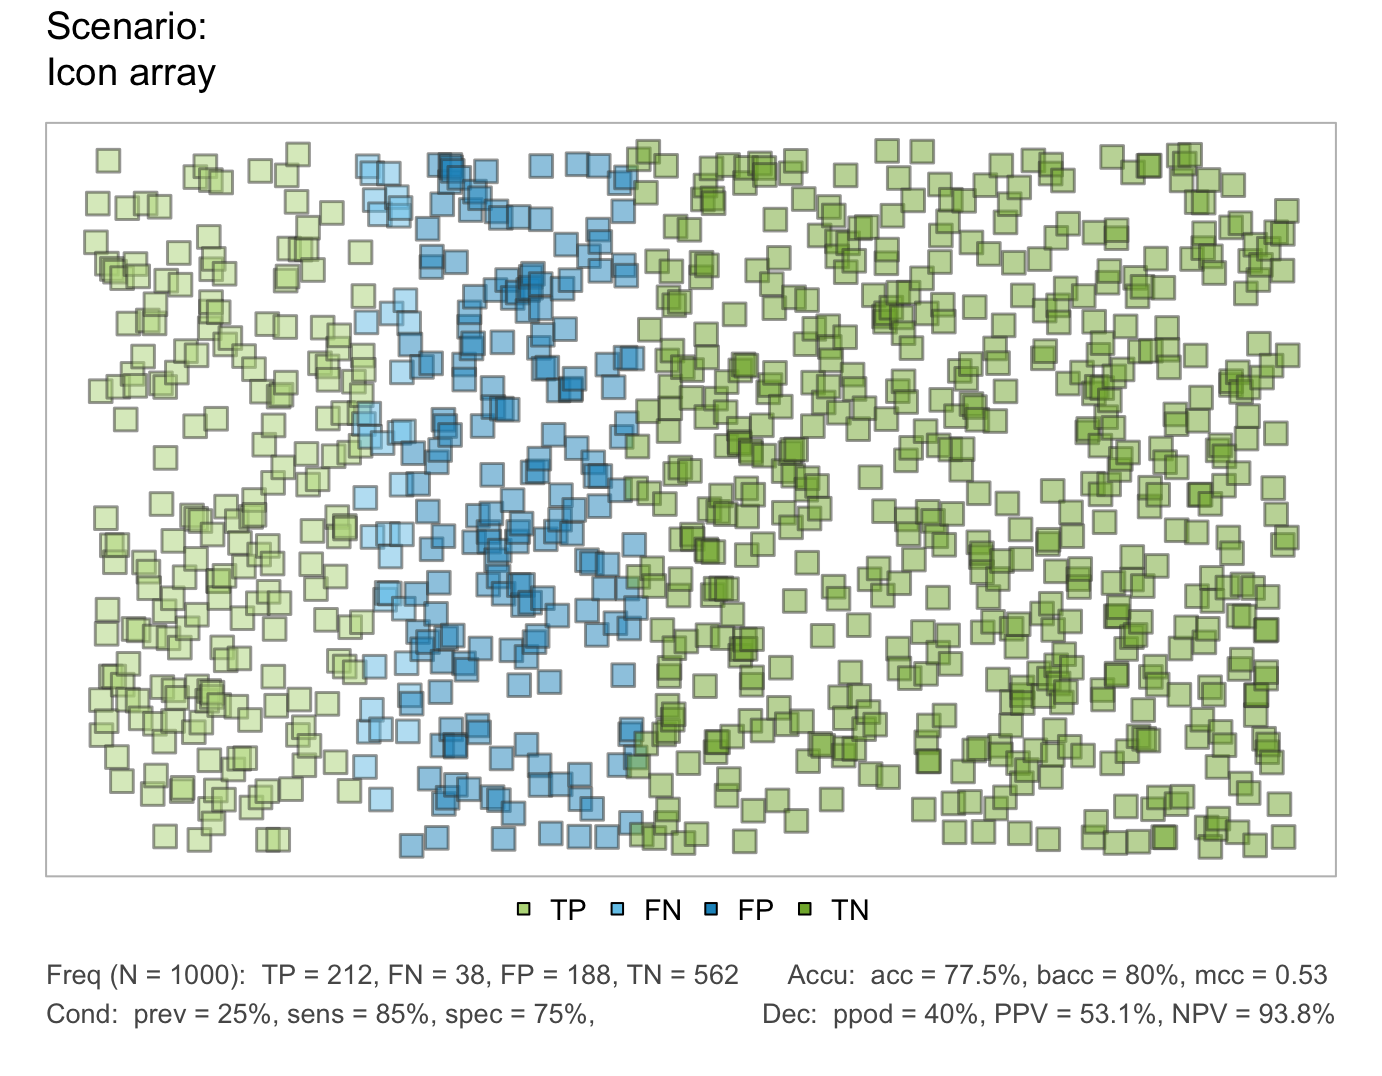 Scenario:
Icon array
TP FN FP TN
Freq (N = 1000): TP = 212, FN = 38, FP = 188, TN = 562 Accu: acc = 77.5%, bacc = 80%, mcc = 0.53
Cond: prev = 25%, sens = 85%, spec = 75%, Dec: ppod = 40%, PPV = 53.1%, NPV = 93.8%